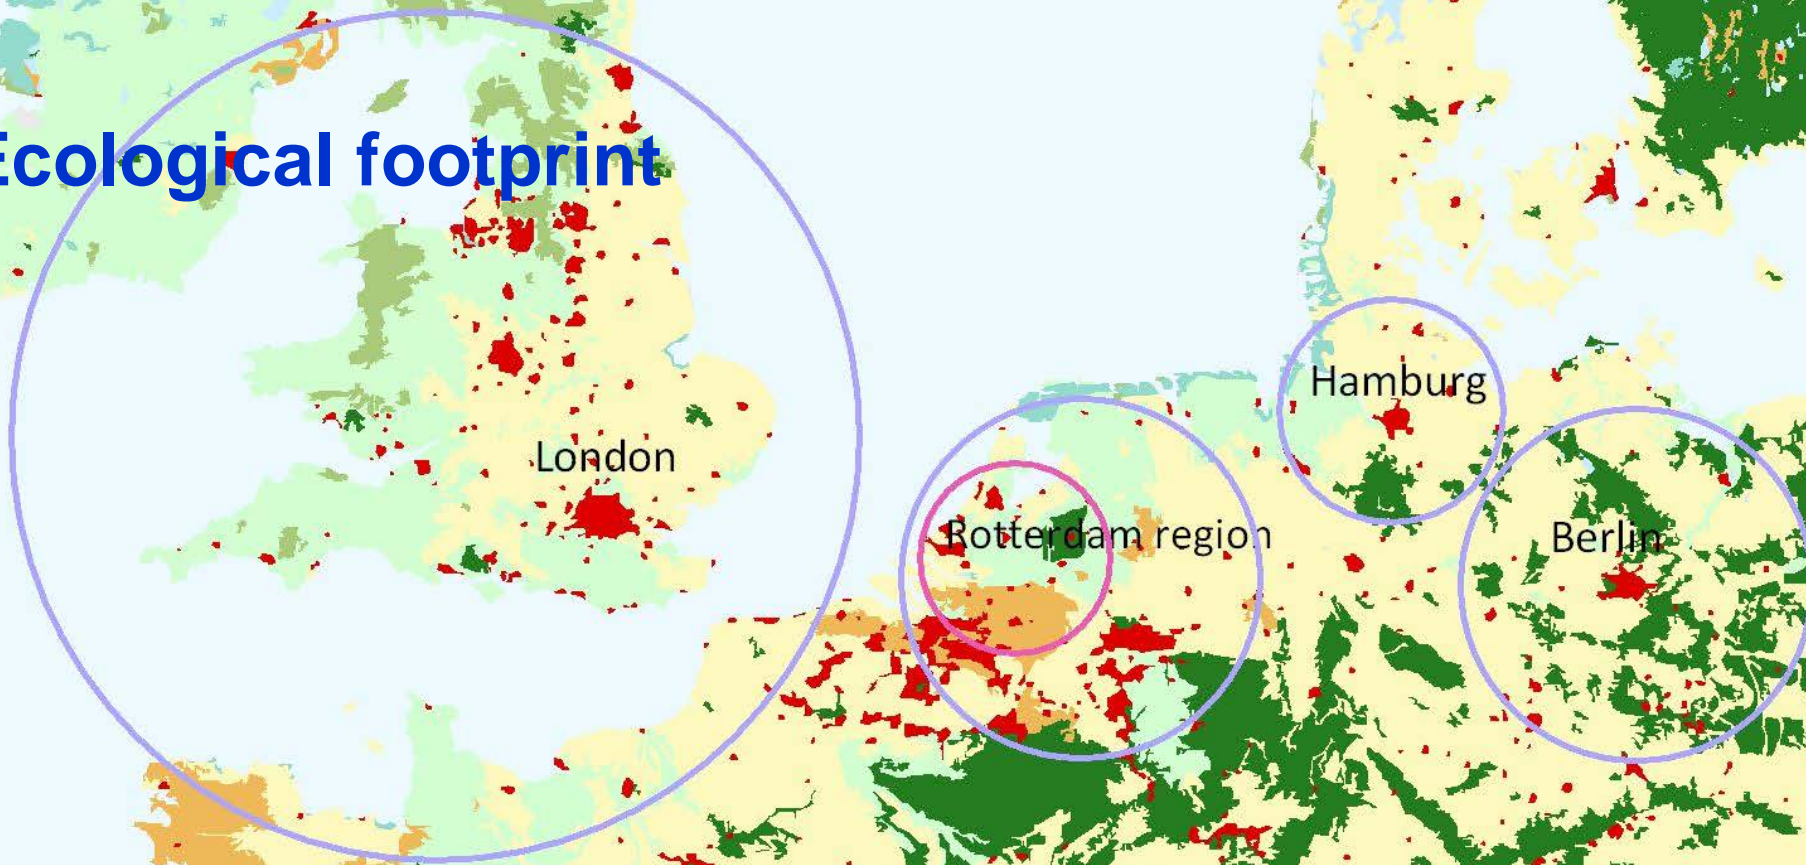 Ecological footprint
Hamburg
London
Rotterdam region
Berlin